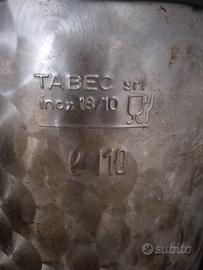 TABEC srl
inox 18/10
l 10
subito